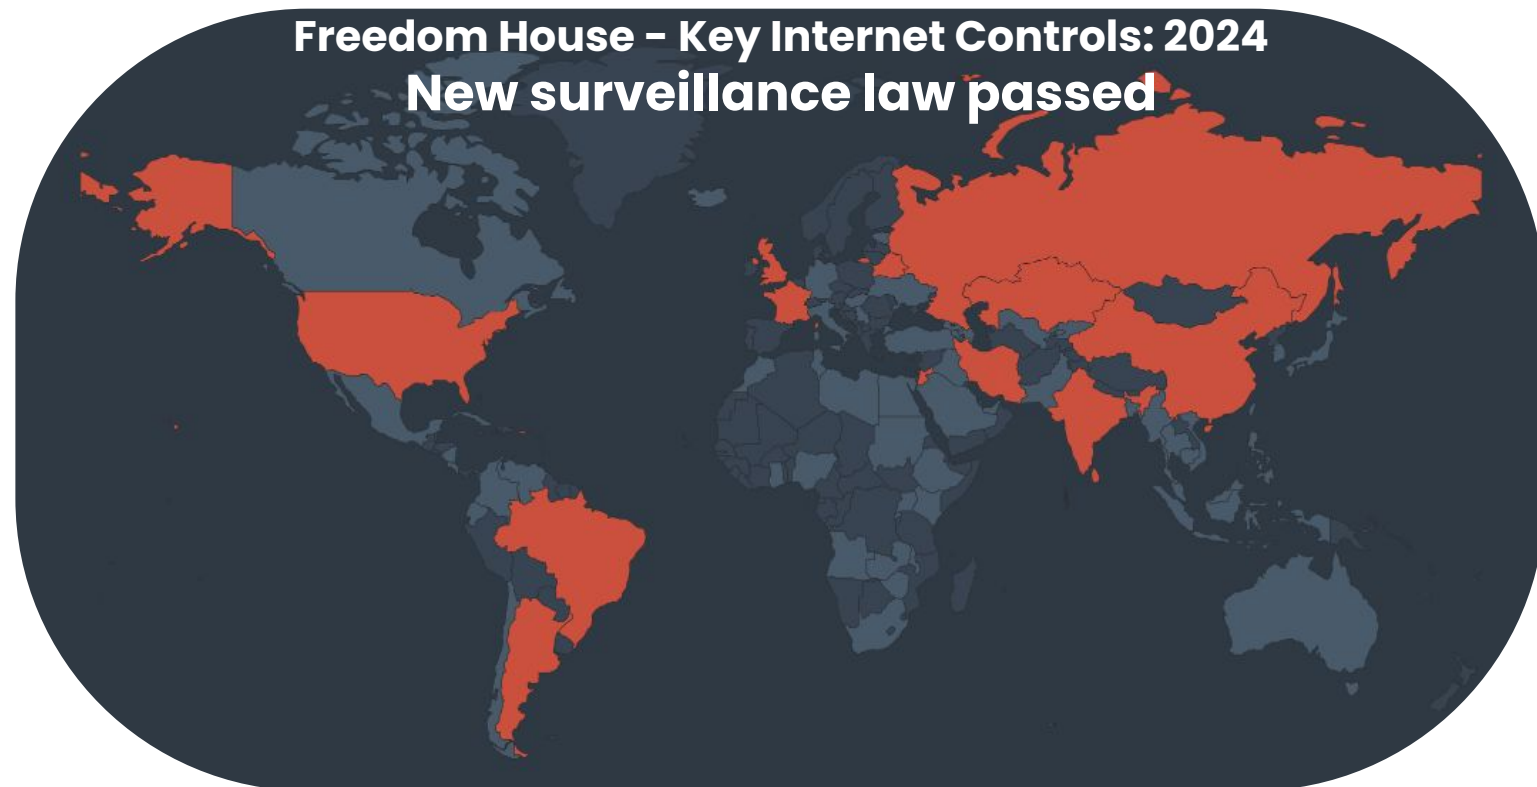 Freedom House - Key Internet Controls: 2024
New surveillance law passed